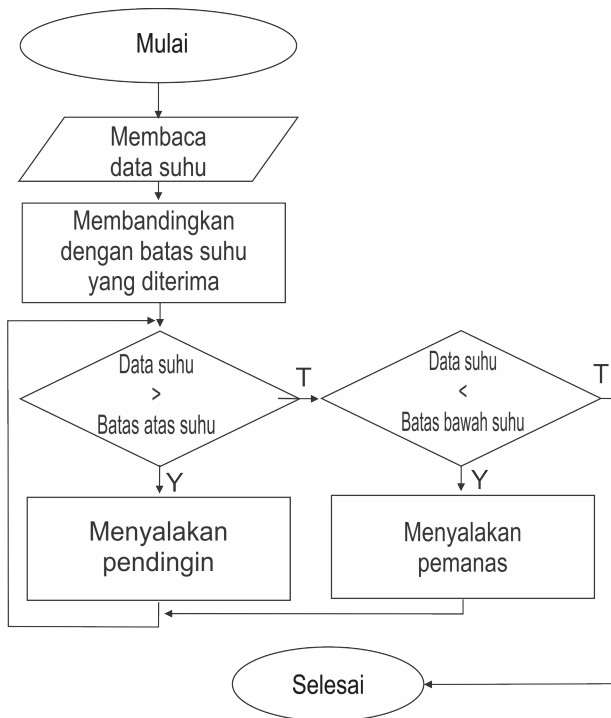 Mulai
Membaca
data suhu
Membandingkan
dengan batas suhu
yang diterima
Data suhu
>
Batas atas suhu
T
Data suhu
<
Batas bawah suhu
T
Y
Y
Menyalakan
pendingin
Menyalakan
pemanas
Selesai